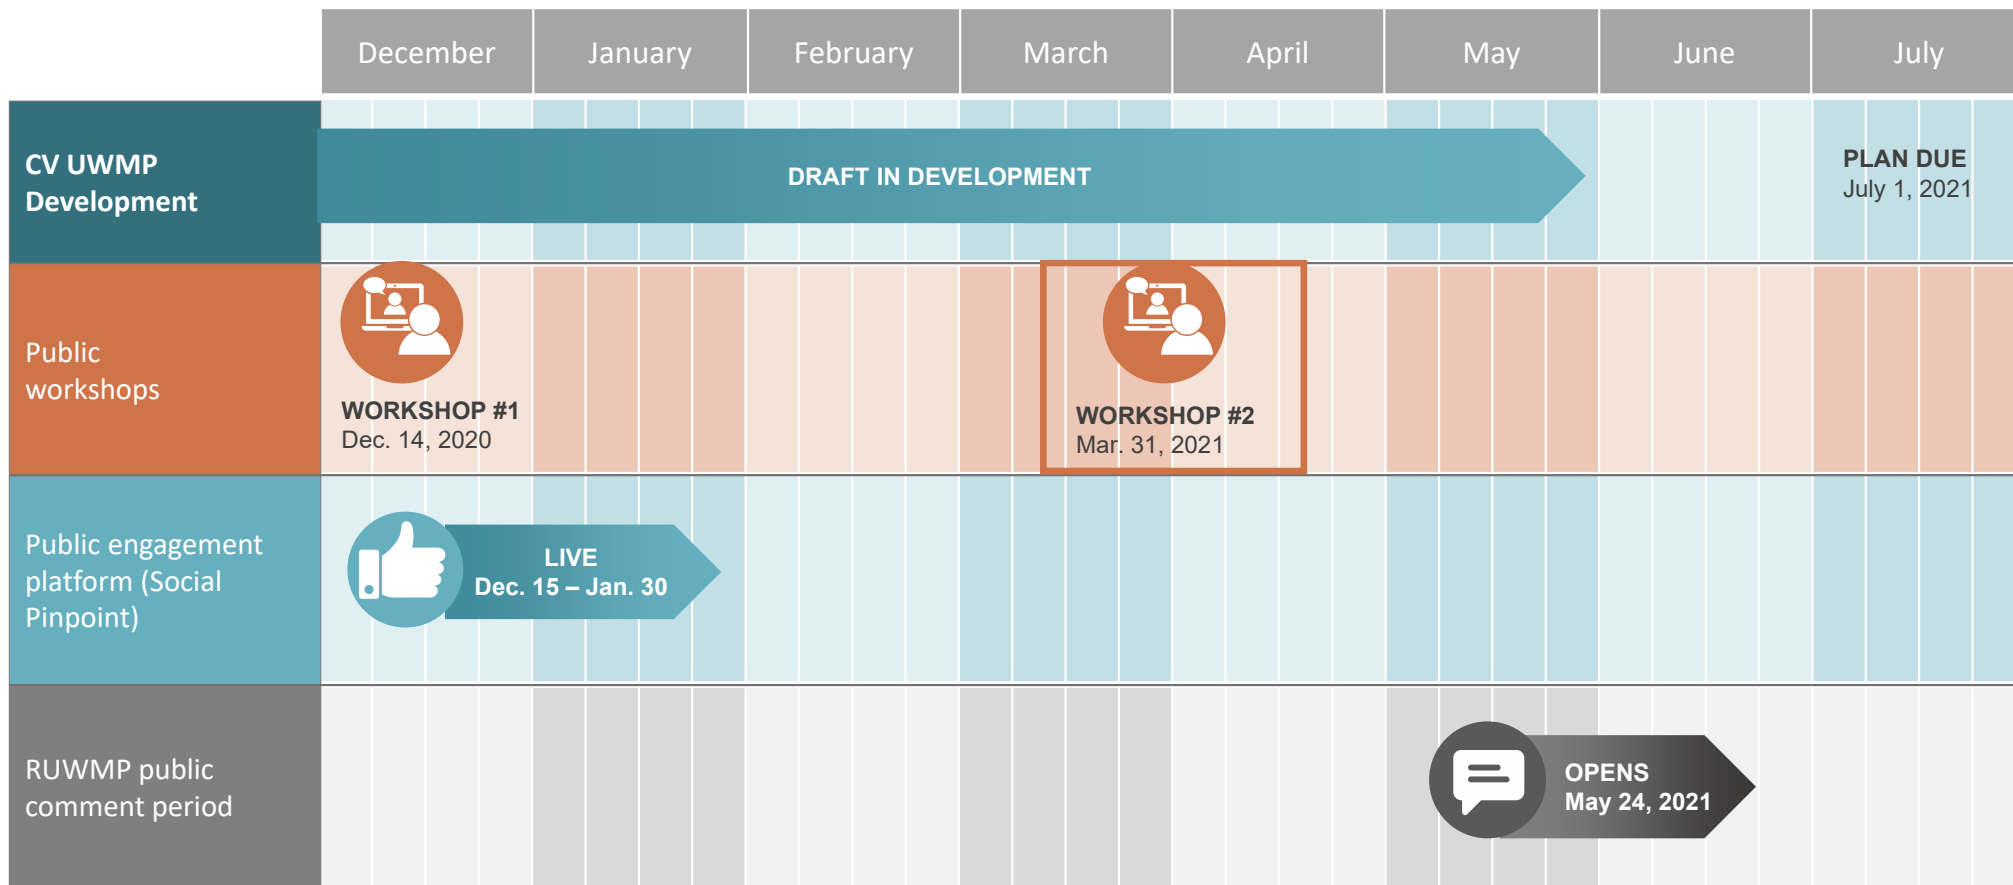 December
January
February
March
April
May
June
July
CV UWMP
Development
DRAFT IN DEVELOPMENT
PLAN DUE
July 1, 2021
Public
workshops
WORKSHOP #1
Dec. 14, 2020
WORKSHOP #2
Mar. 31, 2021
Public engagement
platform (Social
Pinpoint)
LIVE
Dec. 15 – Jan. 30
RUWMP public
comment period
OPENS
May 24, 2021